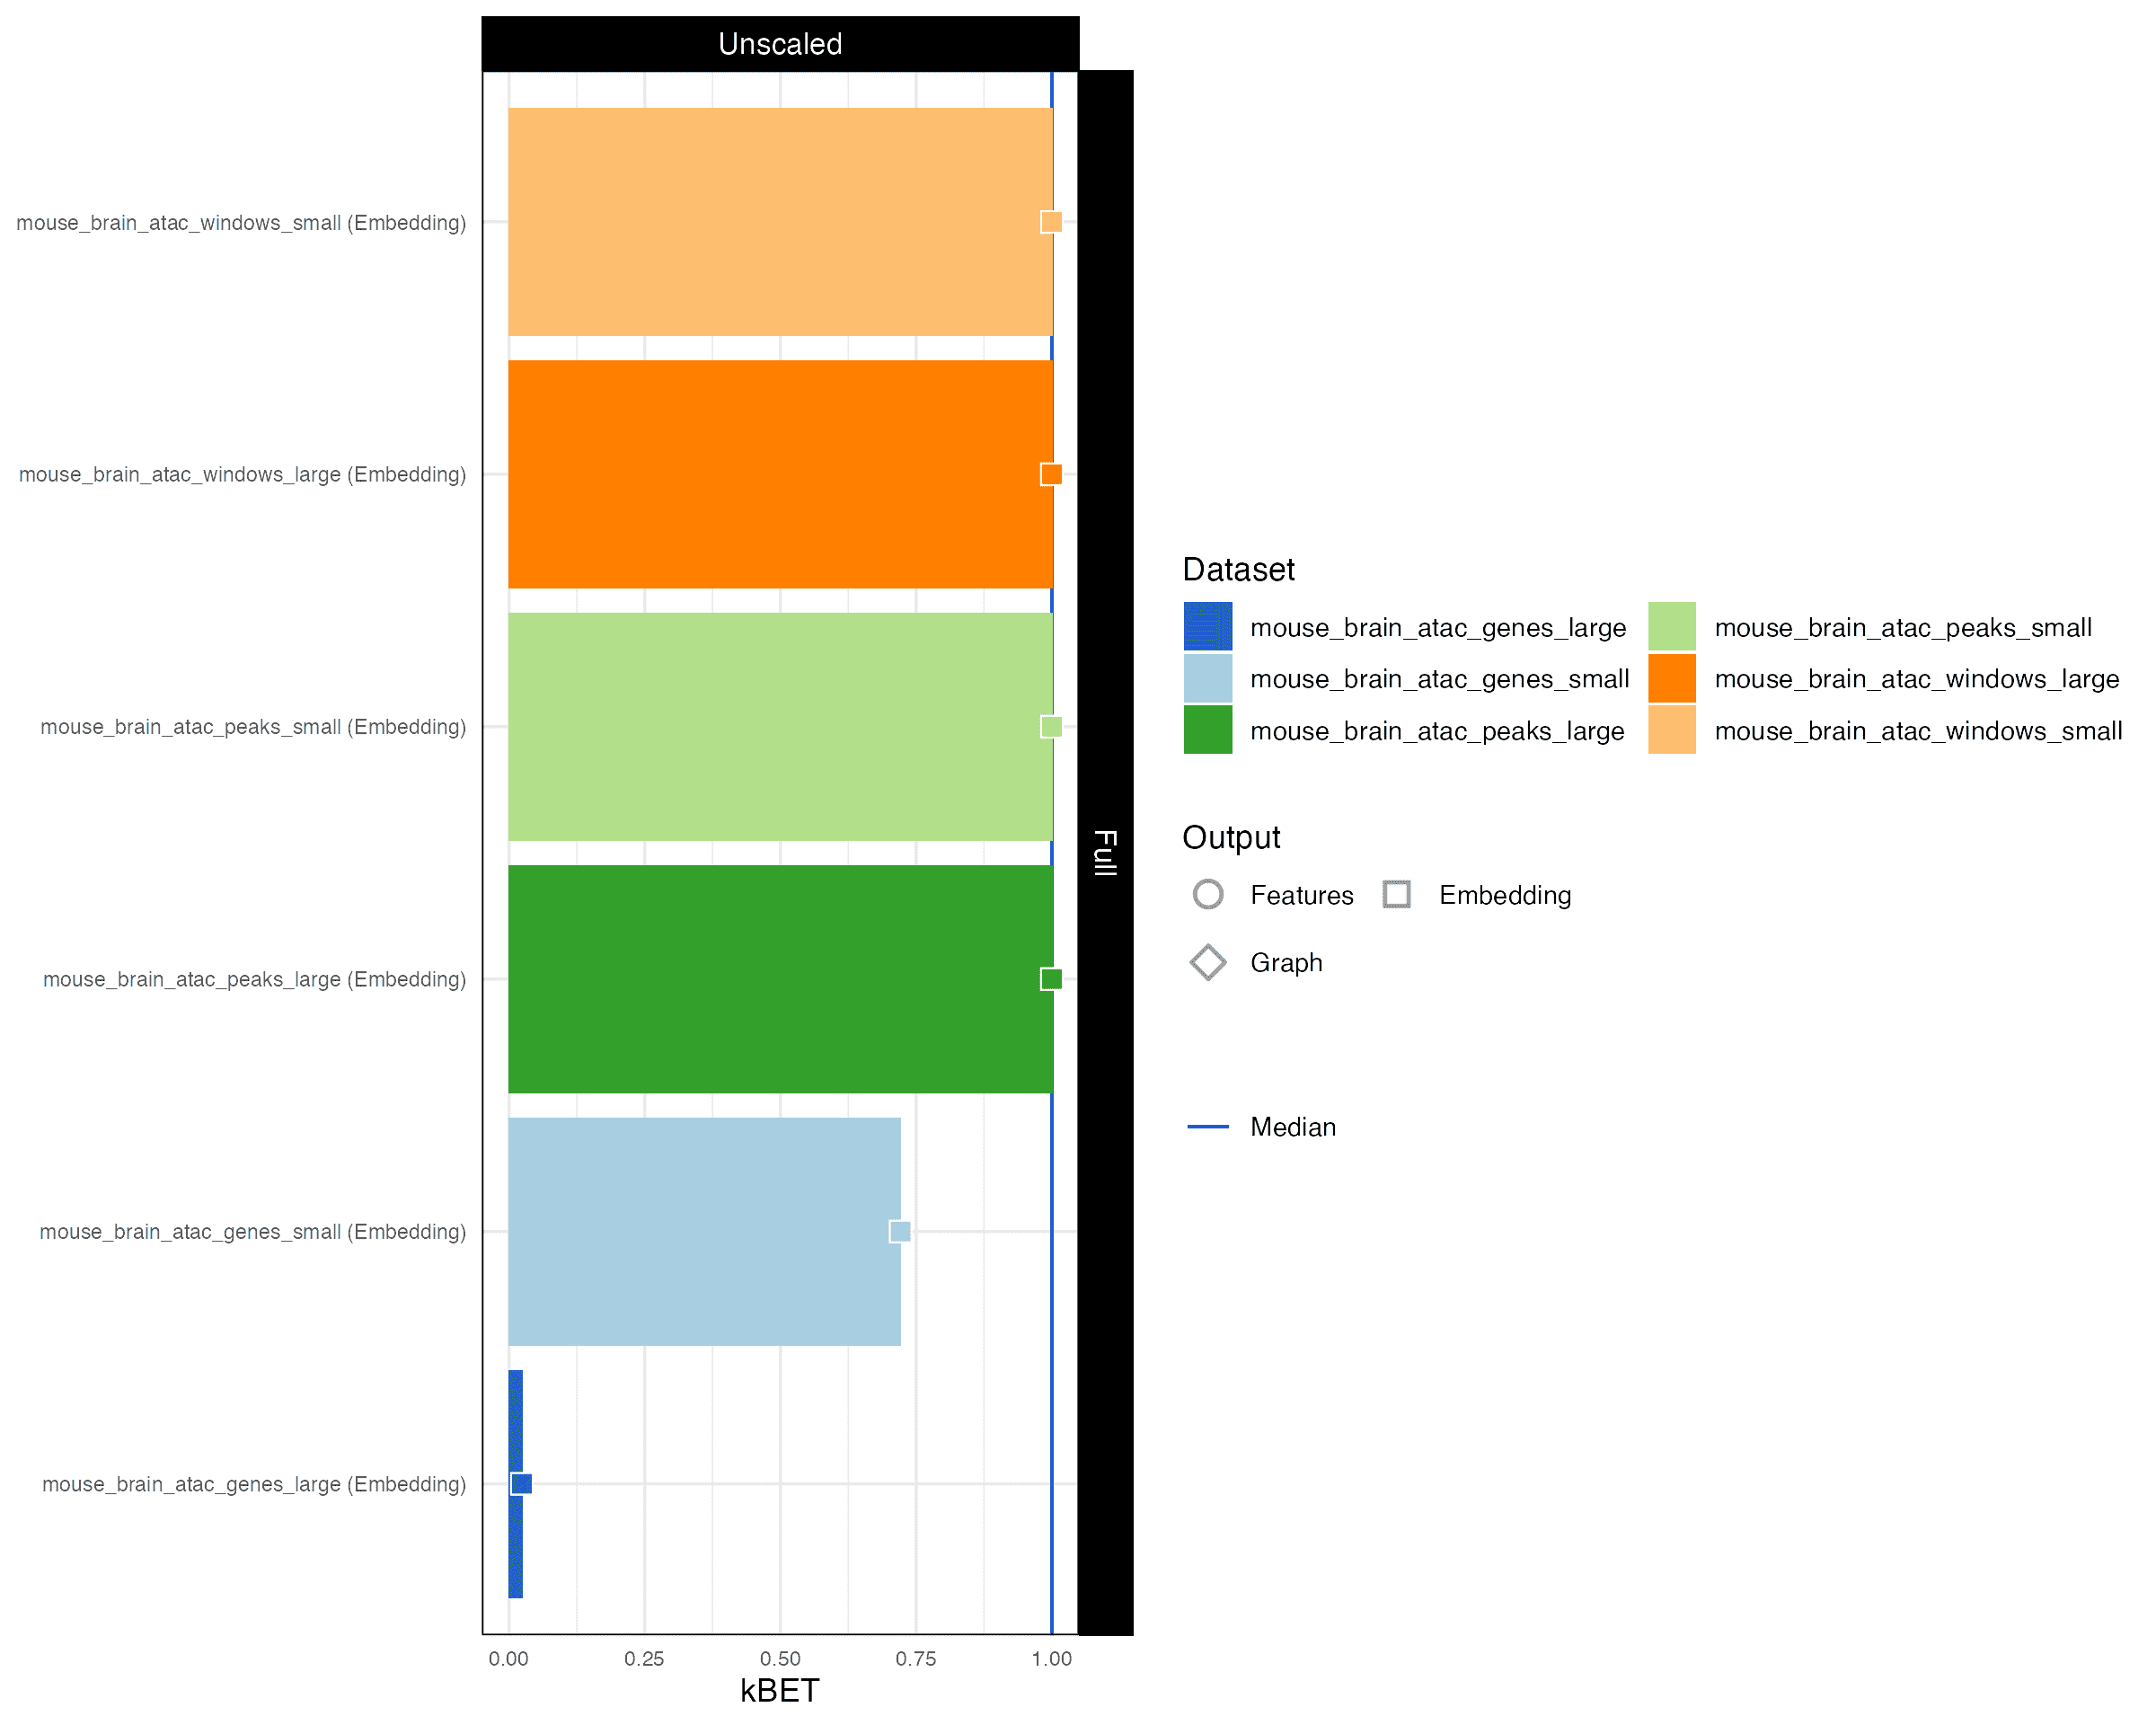 Unscaled
mouse_brain_atac_windows_small (Embedding)
mouse_brain_atac_windows_large (Embedding)
mouse_brain_atac_peaks_small (Embedding)
mouse_brain_atac_peaks_large (Embedding)
mouse_brain_atac_genes_small (Embedding)
mouse_brain_atac_genes_large (Embedding)
0.00 0.25 0.50 0.75 1.00
kBET
Full
Dataset
mouse_brain_atac_genes_large mouse_brain_atac_peaks_small
mouse_brain_atac_genes_small mouse_brain_atac_windows_large
mouse_brain_atac_peaks_large mouse_brain_atac_windows_small
Output
Features Embedding
Graph
Median